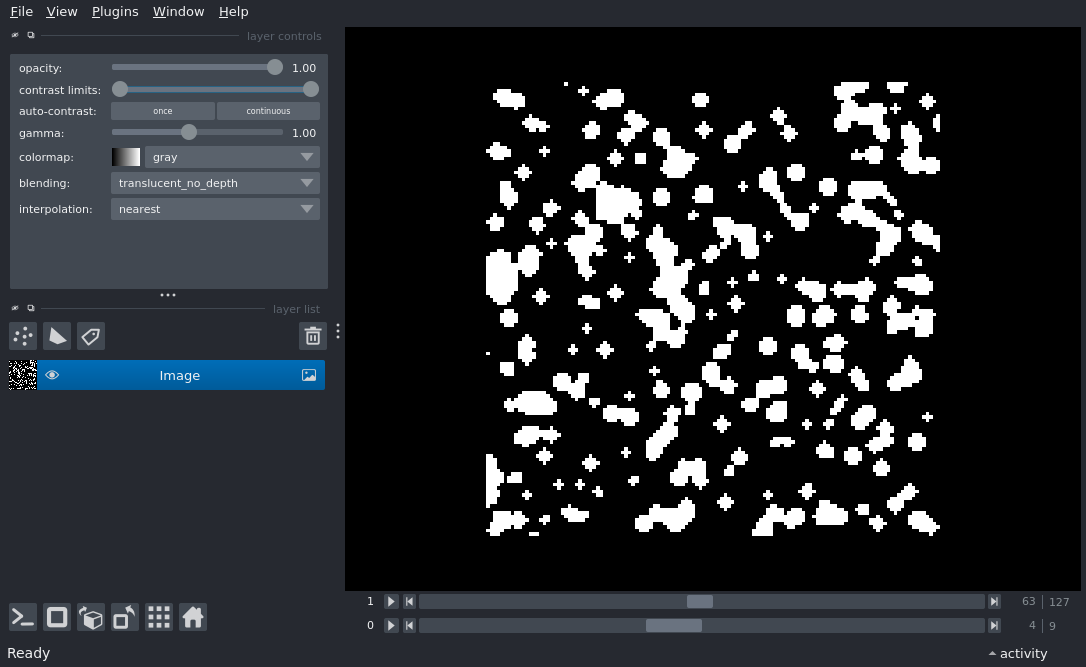 File View Plugins Window Help
layer controls
opacity: 1.00
contrast limits:
auto-contrast: once continuous
gamma: 1.00
colormap: gray
blending: translucent_no_depth
interpolation: nearest
layer list
Image
1 63 127
0 4 9
Ready activity